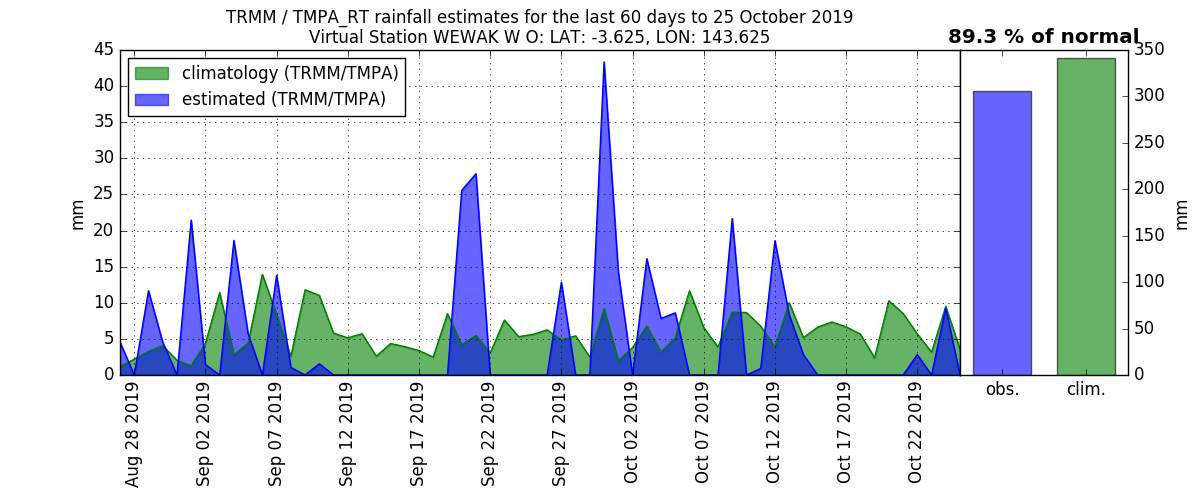 TRMM / TMPA_RT rainfall estimates for the last 60 days to 25 October 2019
Virtual Station WEWAK W O: LAT: -3.625, LON: 143.625
89.3 % of normal
climatology (TRMM/TMPA)
estimated (TRMM/TMPA)
mm
45
40
35
30
25
20
15
10
5
0
Aug 28 2019
Sep 02 2019
Sep 07 2019
Sep 12 2019
Sep 17 2019
Sep 22 2019
Sep 27 2019
Oct 02 2019
Oct 07 2019
Oct 12 2019
Oct 17 2019
Oct 22 2019
obs.
clim.
350
300
250
200
150
100
50
0
mm